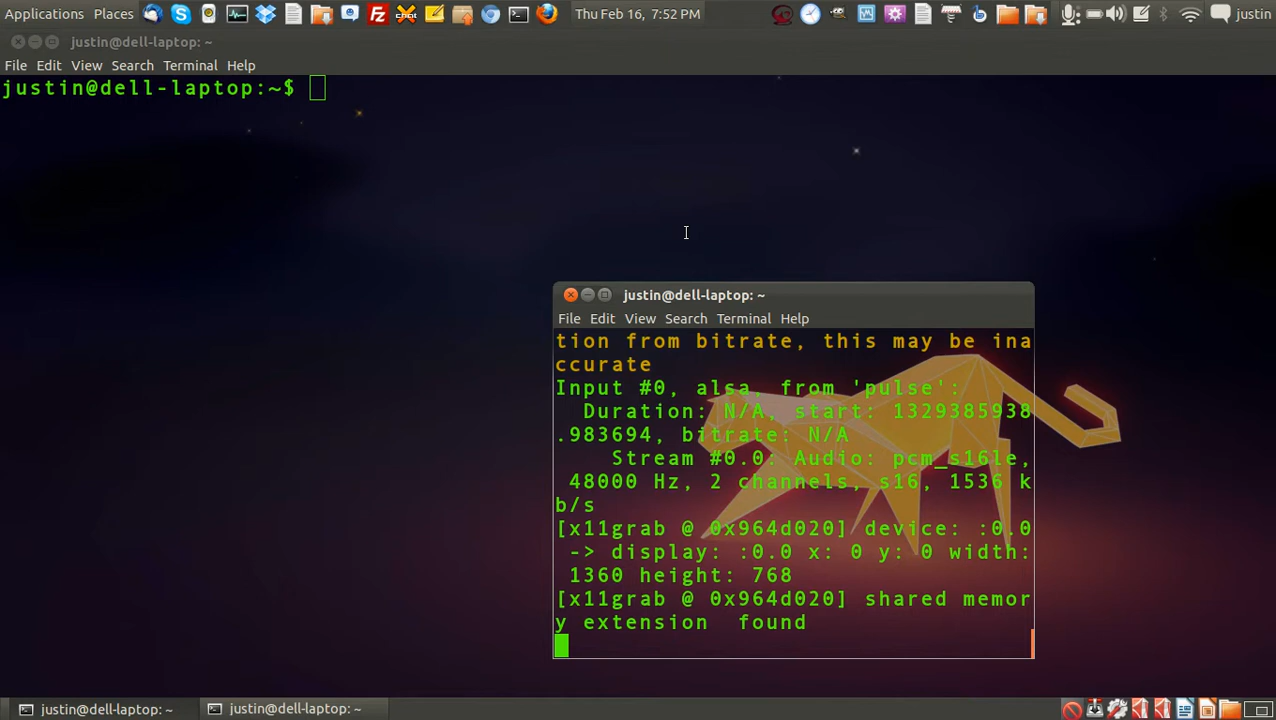 Applications Places Thu Feb 16, 7:52 PM justin
justin@dell-laptop: ~
File Edit View Search Terminal Help
justin@dell-laptop:~$
justin@dell-laptop: ~
File Edit View Search Terminal Help
tion from bitrate, this may be ina
ccurate
Input #0, alsa, from 'pulse':
Duration: N/A, start: 1329385938
.983694, bitrate: N/A
Stream #0.0: Audio: pcm_s16le,
48000 Hz, 2 channels, s16, 1536 k
b/s
[x11grab @ 0x964d020] device: :0.0
-> display: :0.0 x: 0 y: 0 width:
1360 height: 768
[x11grab @ 0x964d020] shared memor
y extension found
justin@dell-laptop: ~ justin@dell-laptop: ~